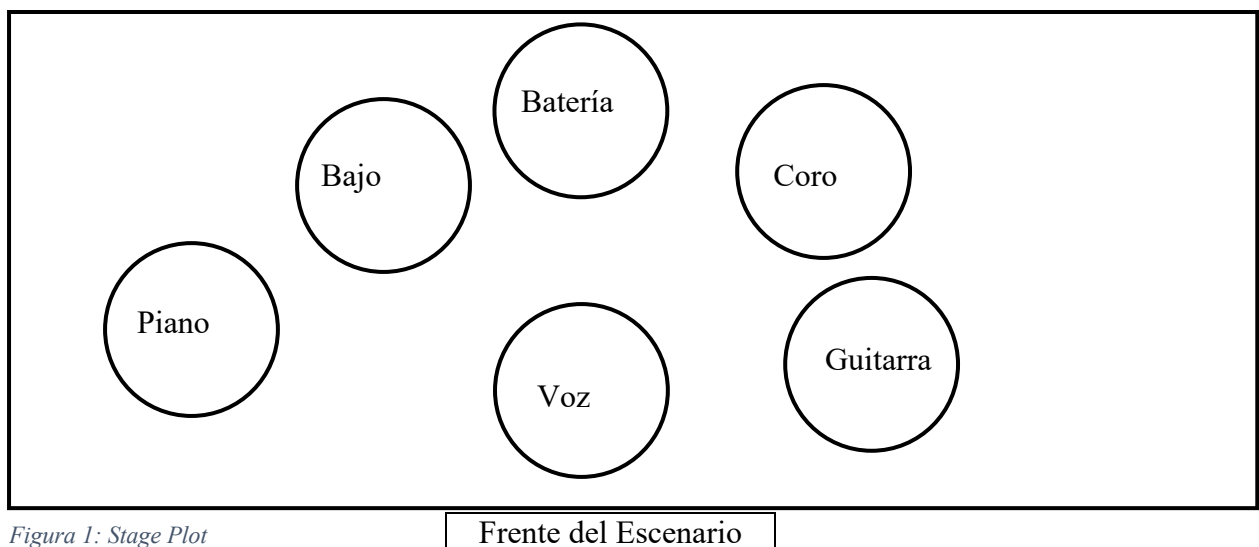 Batería
Bajo
Coro
Piano
Guitarra
Voz
Figura 1: Stage Plot
Frente del Escenario